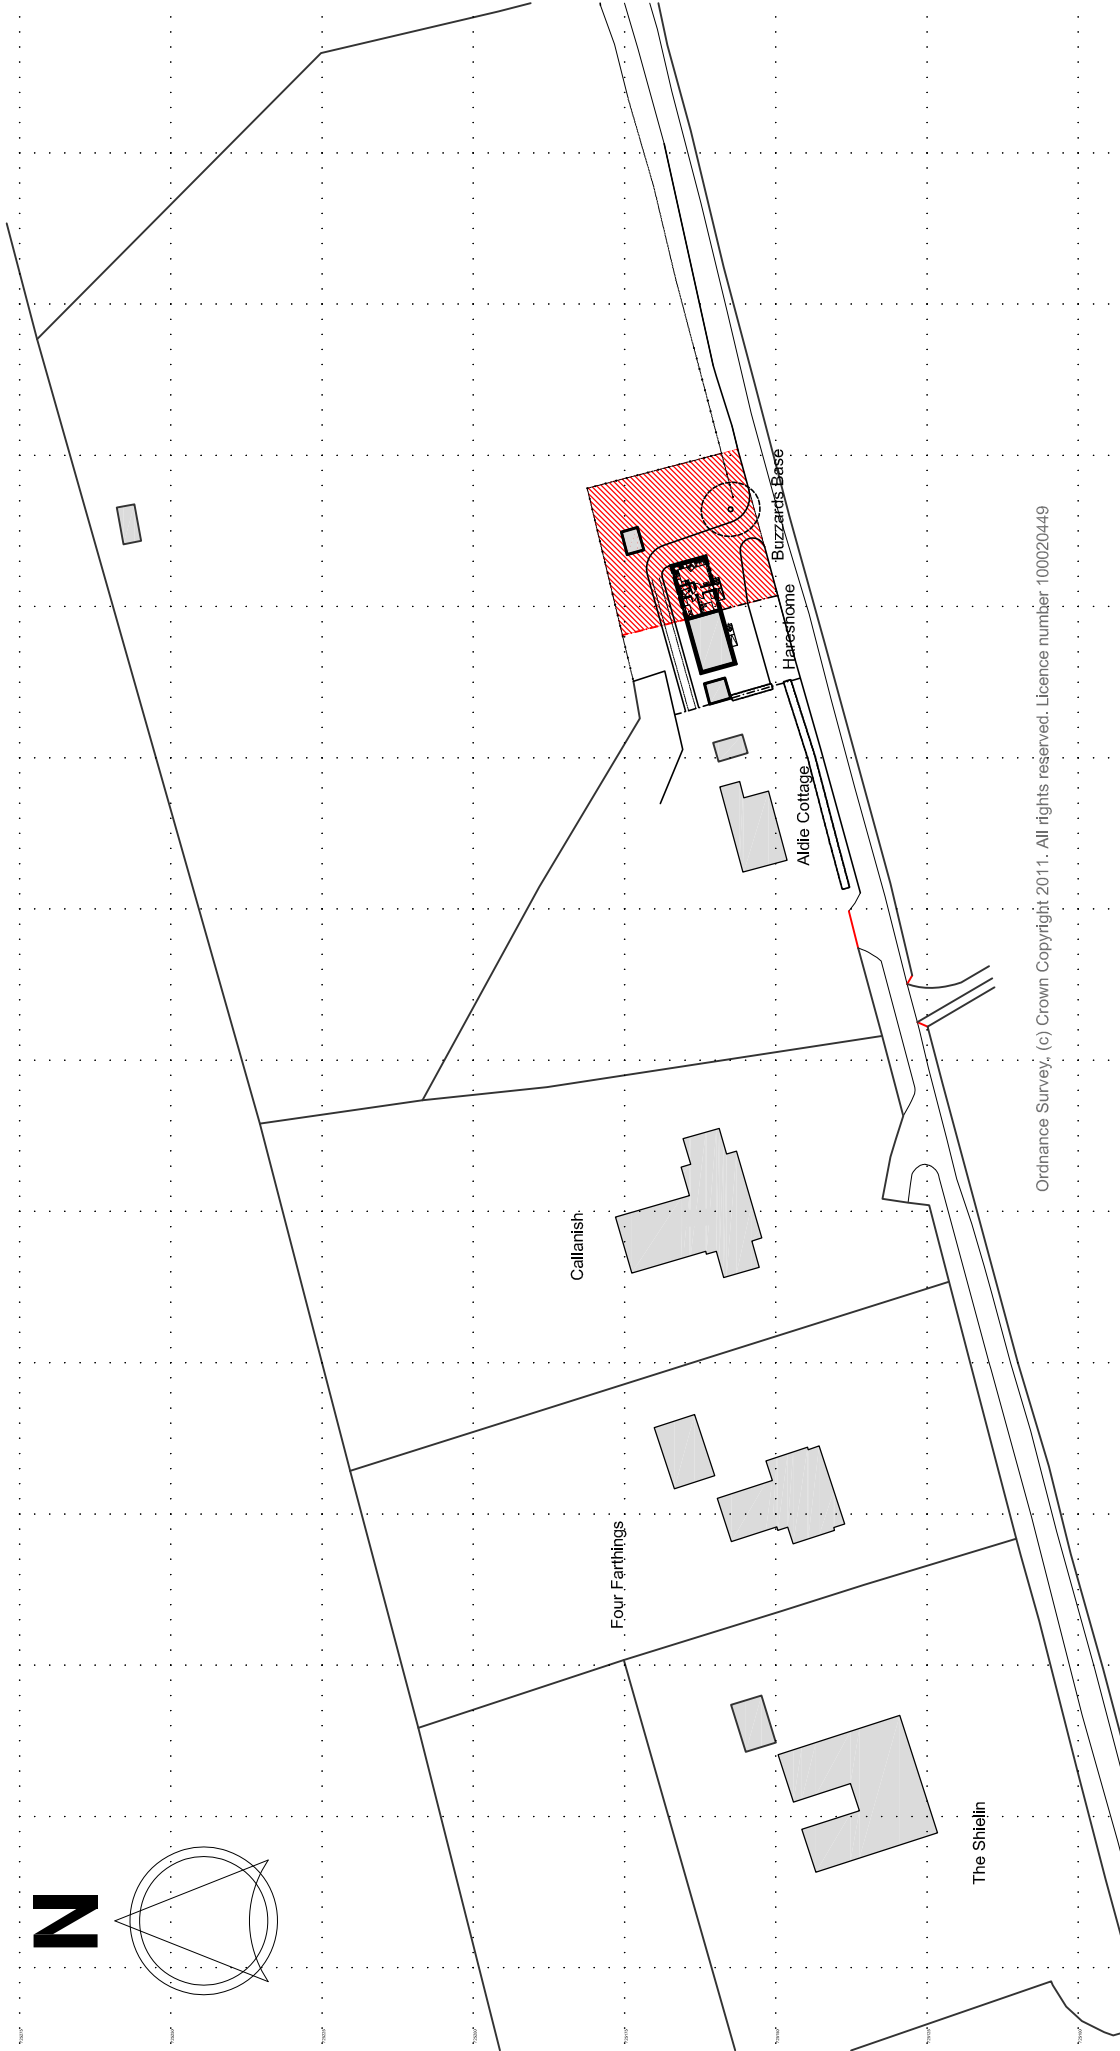 N
Callanish
Four Farthings
The Shielin
Aldie Cottage
Hareshome
Buzzards Base
Ordnance Survey, (c) Crown Copyright 2011. All rights reserved. Licence number 100020449